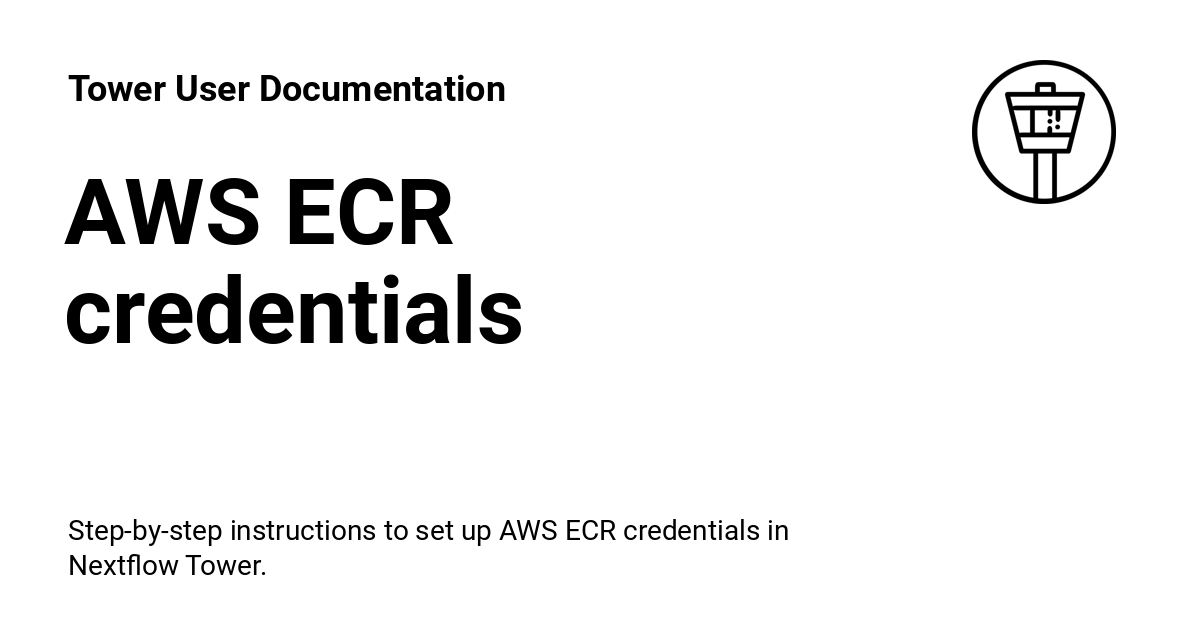 Tower User Documentation
AWS ECR
credentials
Step-by-step instructions to set up AWS ECR credentials in
Nextflow Tower.